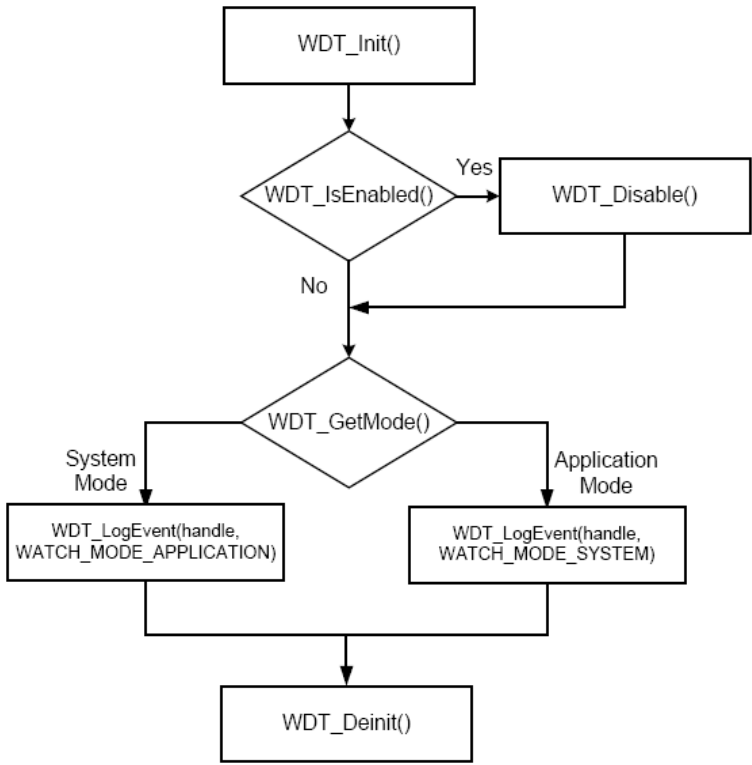 WDT_Init()
WDT_IsEnabled()
Yes
WDT_Disable()
No
WDT_GetMode()
System
Mode
Application
Mode
WDT_LogEvent(handle,
WATCH_MODE_APPLICATION)
WDT_LogEvent(handle,
WATCH_MODE_SYSTEM)
WDT_Deinit()